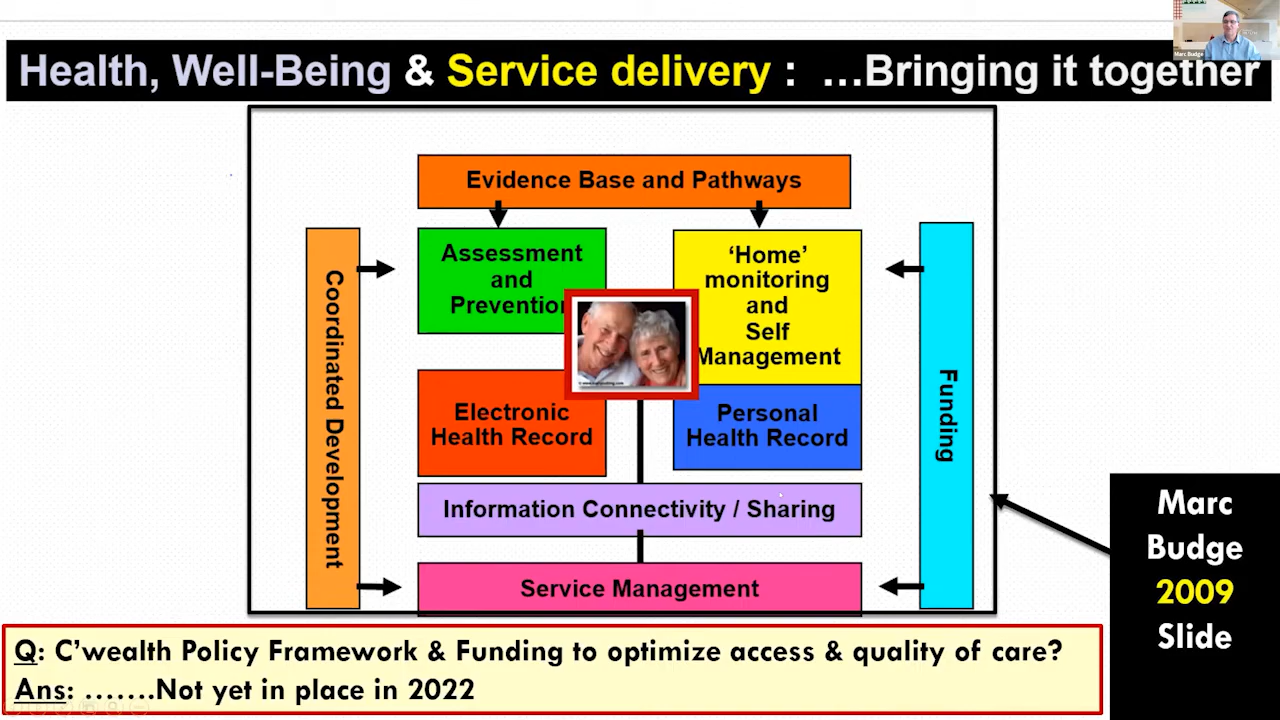 Marc Budge
Health, Well-Being & Service delivery : …Bringing it together
Evidence Base and Pathways
Coordinated Development
Assessment
and
Prevention
‘Home’
monitoring
and
Self
Management
Funding
Electronic
Health Record
Personal
Health Record
Information Connectivity / Sharing
Service Management
Marc
Budge
2009
Slide
Q: C’wealth Policy Framework & Funding to optimize access & quality of care?
Ans: …….Not yet in place in 2022